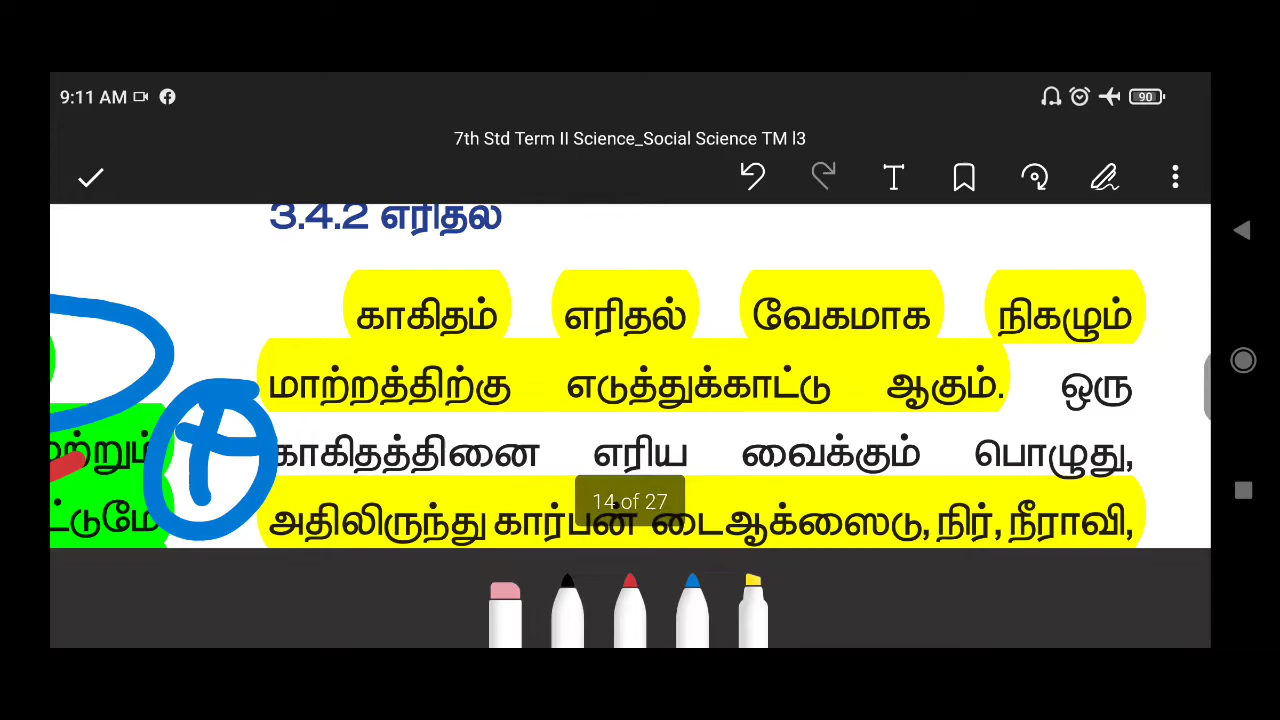 9:11 AM
90
7th Std Term II Science_Social Science TM l3
T
3.4.2 எரிதல்
காகிதம் எரிதல் வேகமாக நிகழும்
மாற்றத்திற்கு எடுத்துக்காட்டு ஆகும். ஒரு
காகிதத்தினை எரிய வைக்கும் பொழுது,
அதிலிருந்து கார்பன் டைஆக்ஸைடு, நிர், நீராவி,
14 of 27